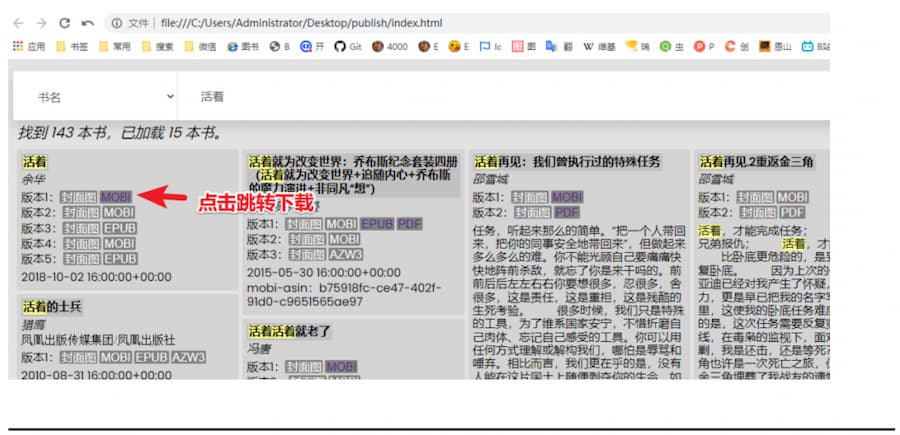 文件 | file:///C:/Users/Administrator/Desktop/publish/index.html
应用 书签 常用 搜索 微信 图书 B 开 Git 4000 E E Ic 图 翻 维基 瑞 虫 P 创 恩山 B站
书名 活着
找到 143 本书，已加载 15 本书。
活着
余华
版本1： 封面图 MOBI
版本2： 封面图 MOBI
版本3： 封面图 EPUB
版本4： 封面图 MOBI
版本5： 封面图 EPUB
2018-10-02 16:00:00+00:00
点击跳转下载
活着的士兵
猎鹰
凤凰出版传媒集团/凤凰出版社
版本1： 封面图 MOBI EPUB AZW3
2010-08-31 16:00:00+00:00
活着就为改变世界：乔布斯纪念套装四册
（活着就为改变世界+追随内心+乔布斯
的魔力演讲+非同凡“想”）
版本1： 封面图 MOBI EPUB PDF
版本2： 封面图 MOBI
版本3： 封面图 AZW3
2015-05-30 16:00:00+00:00
mobi-asin： b75918fc-ce47-402f-
91d0-c9651565ae97
活着活着就老了
冯唐
版本1： 封面图 MOBI
活着再见：我们曾执行过的特殊任务
邵雪城
版本1： 封面图 MOBI
版本2： 封面图 PDF
任务，听起来那么的简单。“把一个人带回
来，把你的同事安全地带回来”，但做起来
多么多么的难。你不能光顾自己要痛痛快
快地阵前杀敌，就忘了你是来干吗的。前
前后后左左右右你要想很多，忍很多，舍
很多，这是责任，这是重担，这是残酷的
生死考验。 很多时候，我们只是特殊
的工具，为了维系国家安宁，不惜折磨自
己肉体、忘记自己感受的工具。你可以用
任何方式理解或解构我们，哪怕是辱骂和
唾弃。相比而言，我们更在乎的是，没有
人能在这片国土上随便剥夺你的生命，如
活着再见.2重返金三角
邵雪城
版本1： 封面图 MOBI
版本2： 封面图 PDF
活着，才能完成任务；
兄弟报仇； 活着，才
比卧底更危险的，是
复卧底。 因为上次的
亚迪已经对我产生了怀疑，
力，更是早已把我的名字
里，这使我的卧底任务难
的是，这次任务需要反复
线，在毒枭的监视下，面
剩，我是还击，还是等死
角也许是一次死亡之旅，
金三角埋葬了我战友的遗